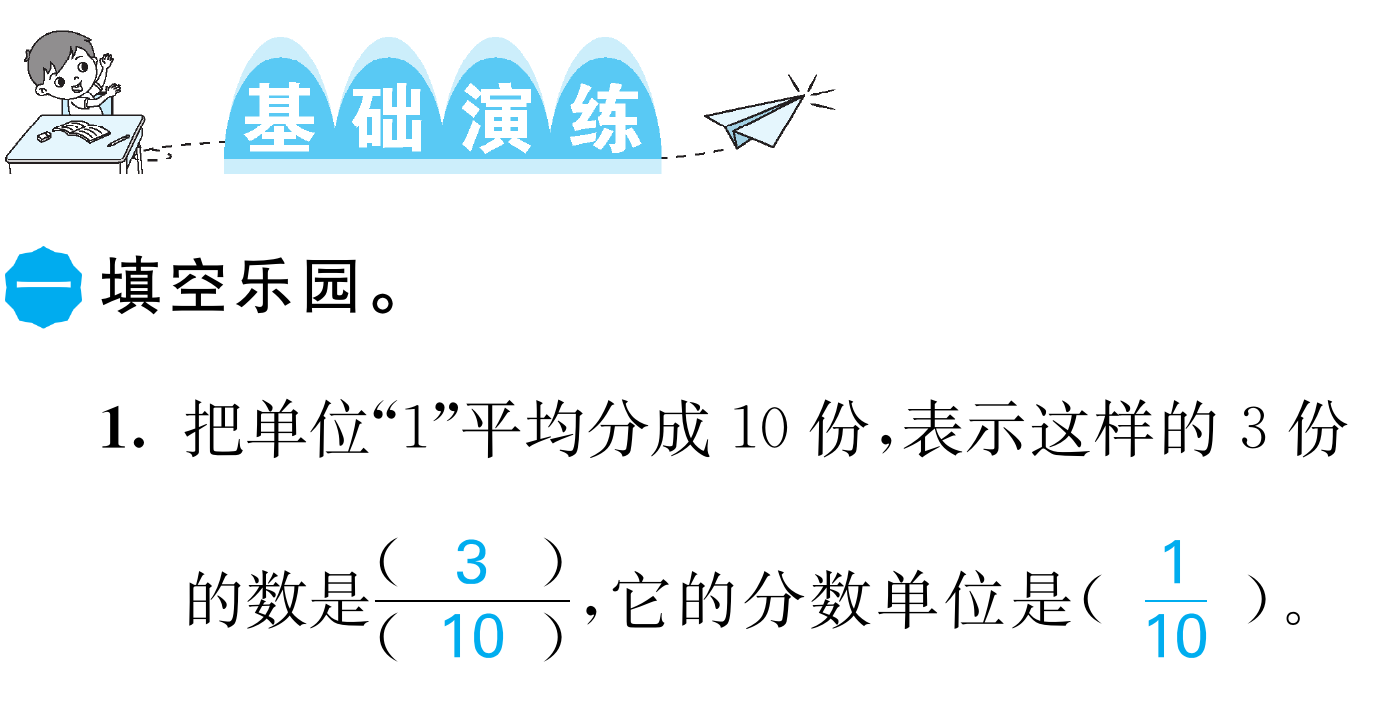 基础演练
一 填空乐园。
1. 把单位“1”平均分成 10 份,表示这样的 3 份
的数是( 3 )/( 10 ),它的分数单位是( 1/10 )。